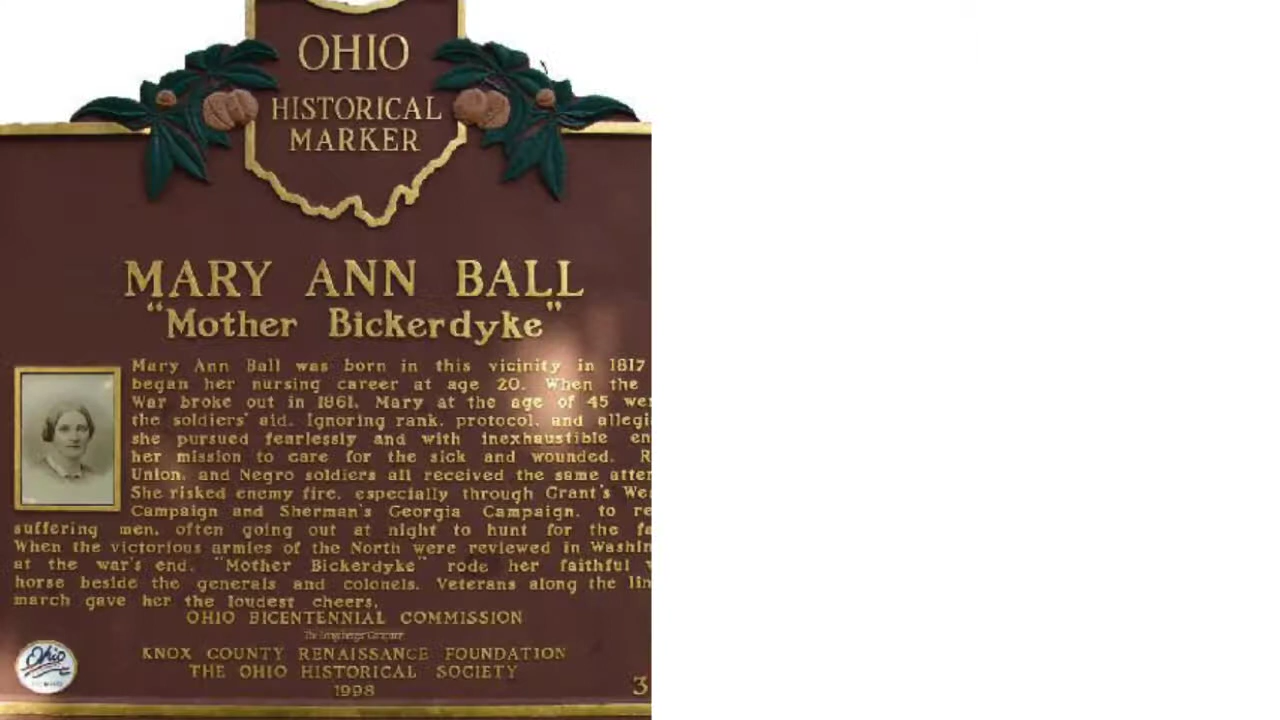 OHIO
HISTORICAL
MARKER
MARY ANN BALL
"Mother Bickerdyke"
Mary Ann Ball was born in this vicinity in 1817
began her nursing career at age 20. When the
War broke out in 1861, Mary at the age of 45
the soldiers' aid. Ignoring rank, protocol, and
she pursued fearlessly and with inexhaustible
her mission to care for the sick and wounded.
Union, and Negro soldiers all received the same
She risked enemy fire, especially through Grant's
Campaign and Sherman's Georgia Campaign, to
suffering men, often going out at night to hunt for the
When the victorious armies of the North were reviewed in
at the war's end, "Mother Bickerdyke" rode her faithful
horse beside the generals and colonels. Veterans along the
march gave her the loudest cheers.
OHIO BICENTENNIAL COMMISSION
The Longaberger Company
KNOX COUNTY RENAISSANCE FOUNDATION
THE OHIO HISTORICAL SOCIETY
1998
Ohio